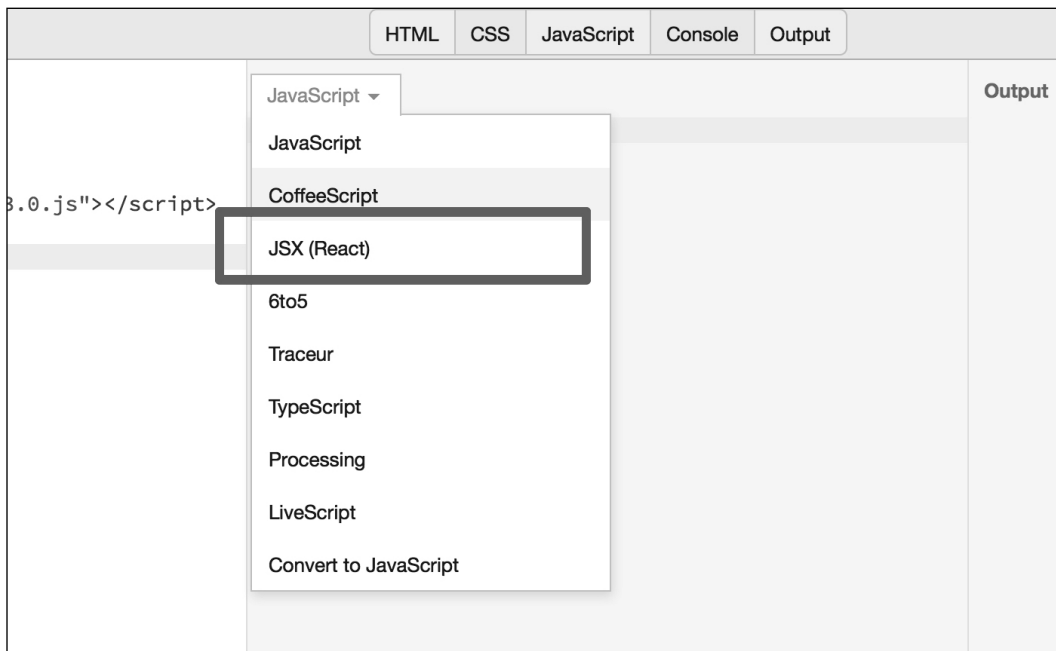 HTML CSS JavaScript Console Output
JavaScript
Output
JavaScript
CoffeeScript
3.0.js"></script>
JSX (React)
6to5
Traceur
TypeScript
Processing
LiveScript
Convert to JavaScript